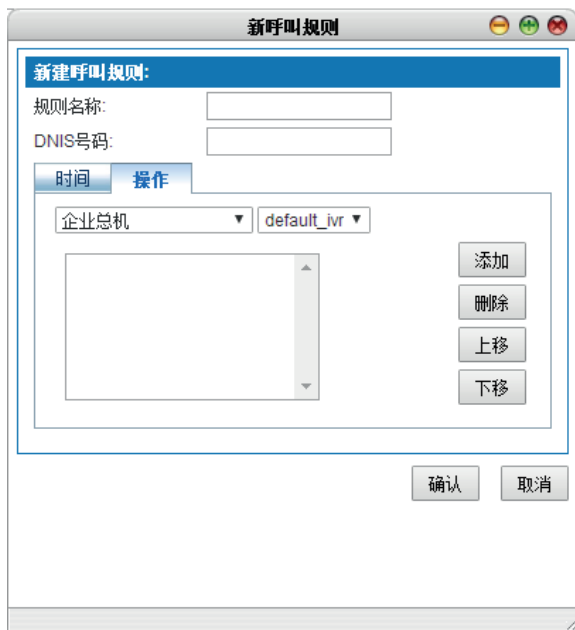 新呼叫规则
新建呼叫规则:
规则名称:
DNIS号码:
时间 操作
企业总机 default_ivr
添加
删除
上移
下移
确认 取消